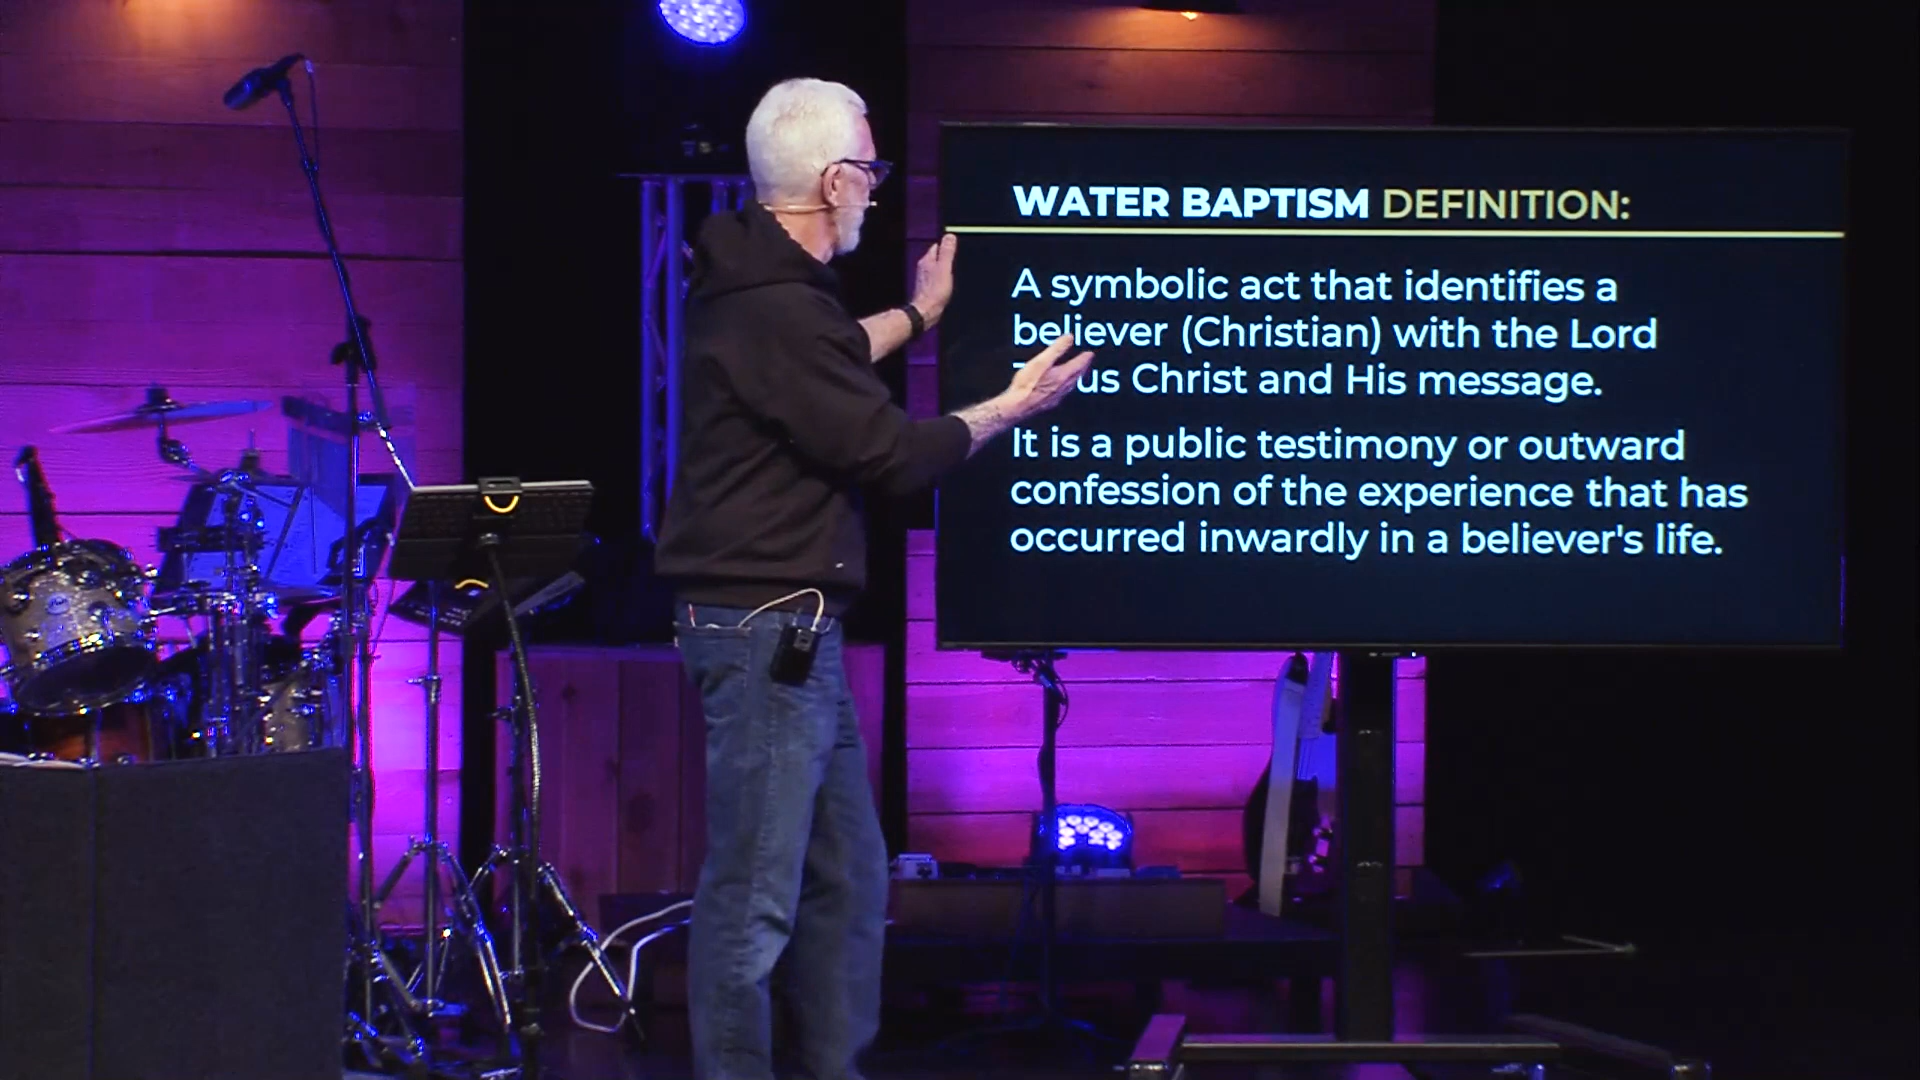 WATER BAPTISM DEFINITION:
A symbolic act that identifies a
believer (Christian) with the Lord
Christ and His message.
It is a public testimony or outward
confession of the experience that has
occurred inwardly in a believer's life.